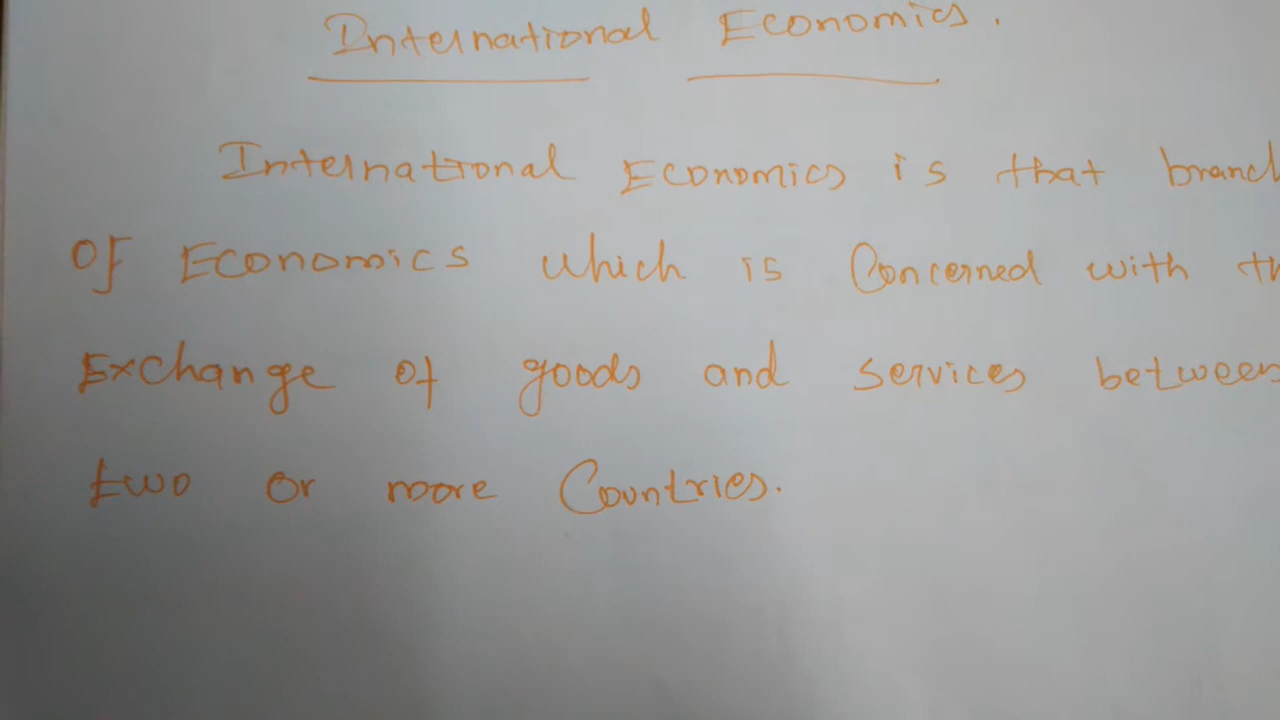 International Economics.
International Economics is that branch
Of Economics which is Concerned with th
Exchange of goods and services between
two or more Countries.